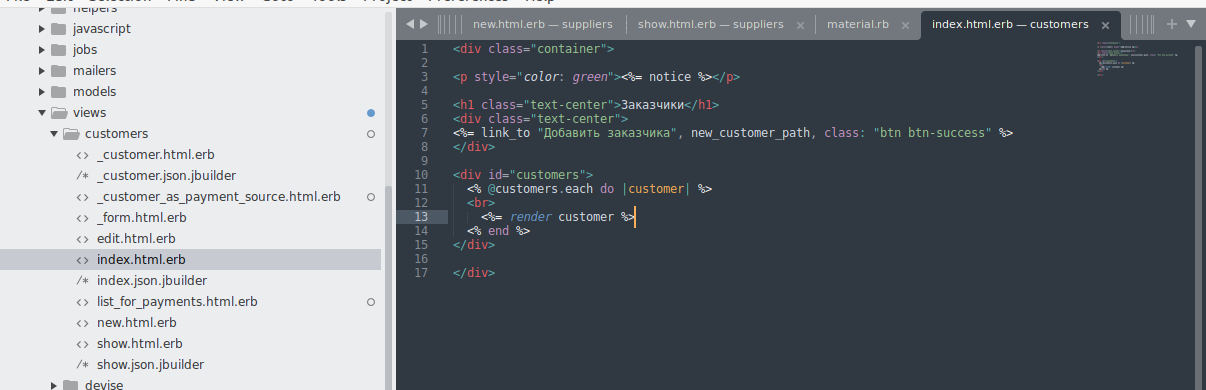 helpers
javascript
jobs
mailers
models
views
customers
_customer.html.erb
_customer.json.jbuilder
_customer_as_payment_source.html.erb
_form.html.erb
edit.html.erb
index.html.erb
index.json.jbuilder
list_for_payments.html.erb
new.html.erb
show.html.erb
show.json.jbuilder
devise
new.html.erb — suppliers
show.html.erb — suppliers
material.rb
index.html.erb — customers
1 <div class="container">
2
3 <p style="color: green"><%= notice %></p>
4
5 <h1 class="text-center">Заказчики</h1>
6 <div class="text-center">
7 <%= link_to "Добавить заказчика", new_customer_path, class: "btn btn-success" %>
8 </div>
9
10 <div id="customers">
11 <% @customers.each do |customer| %>
12 <br>
13 <%= render customer %>
14 <% end %>
15 </div>
16
17 </div>